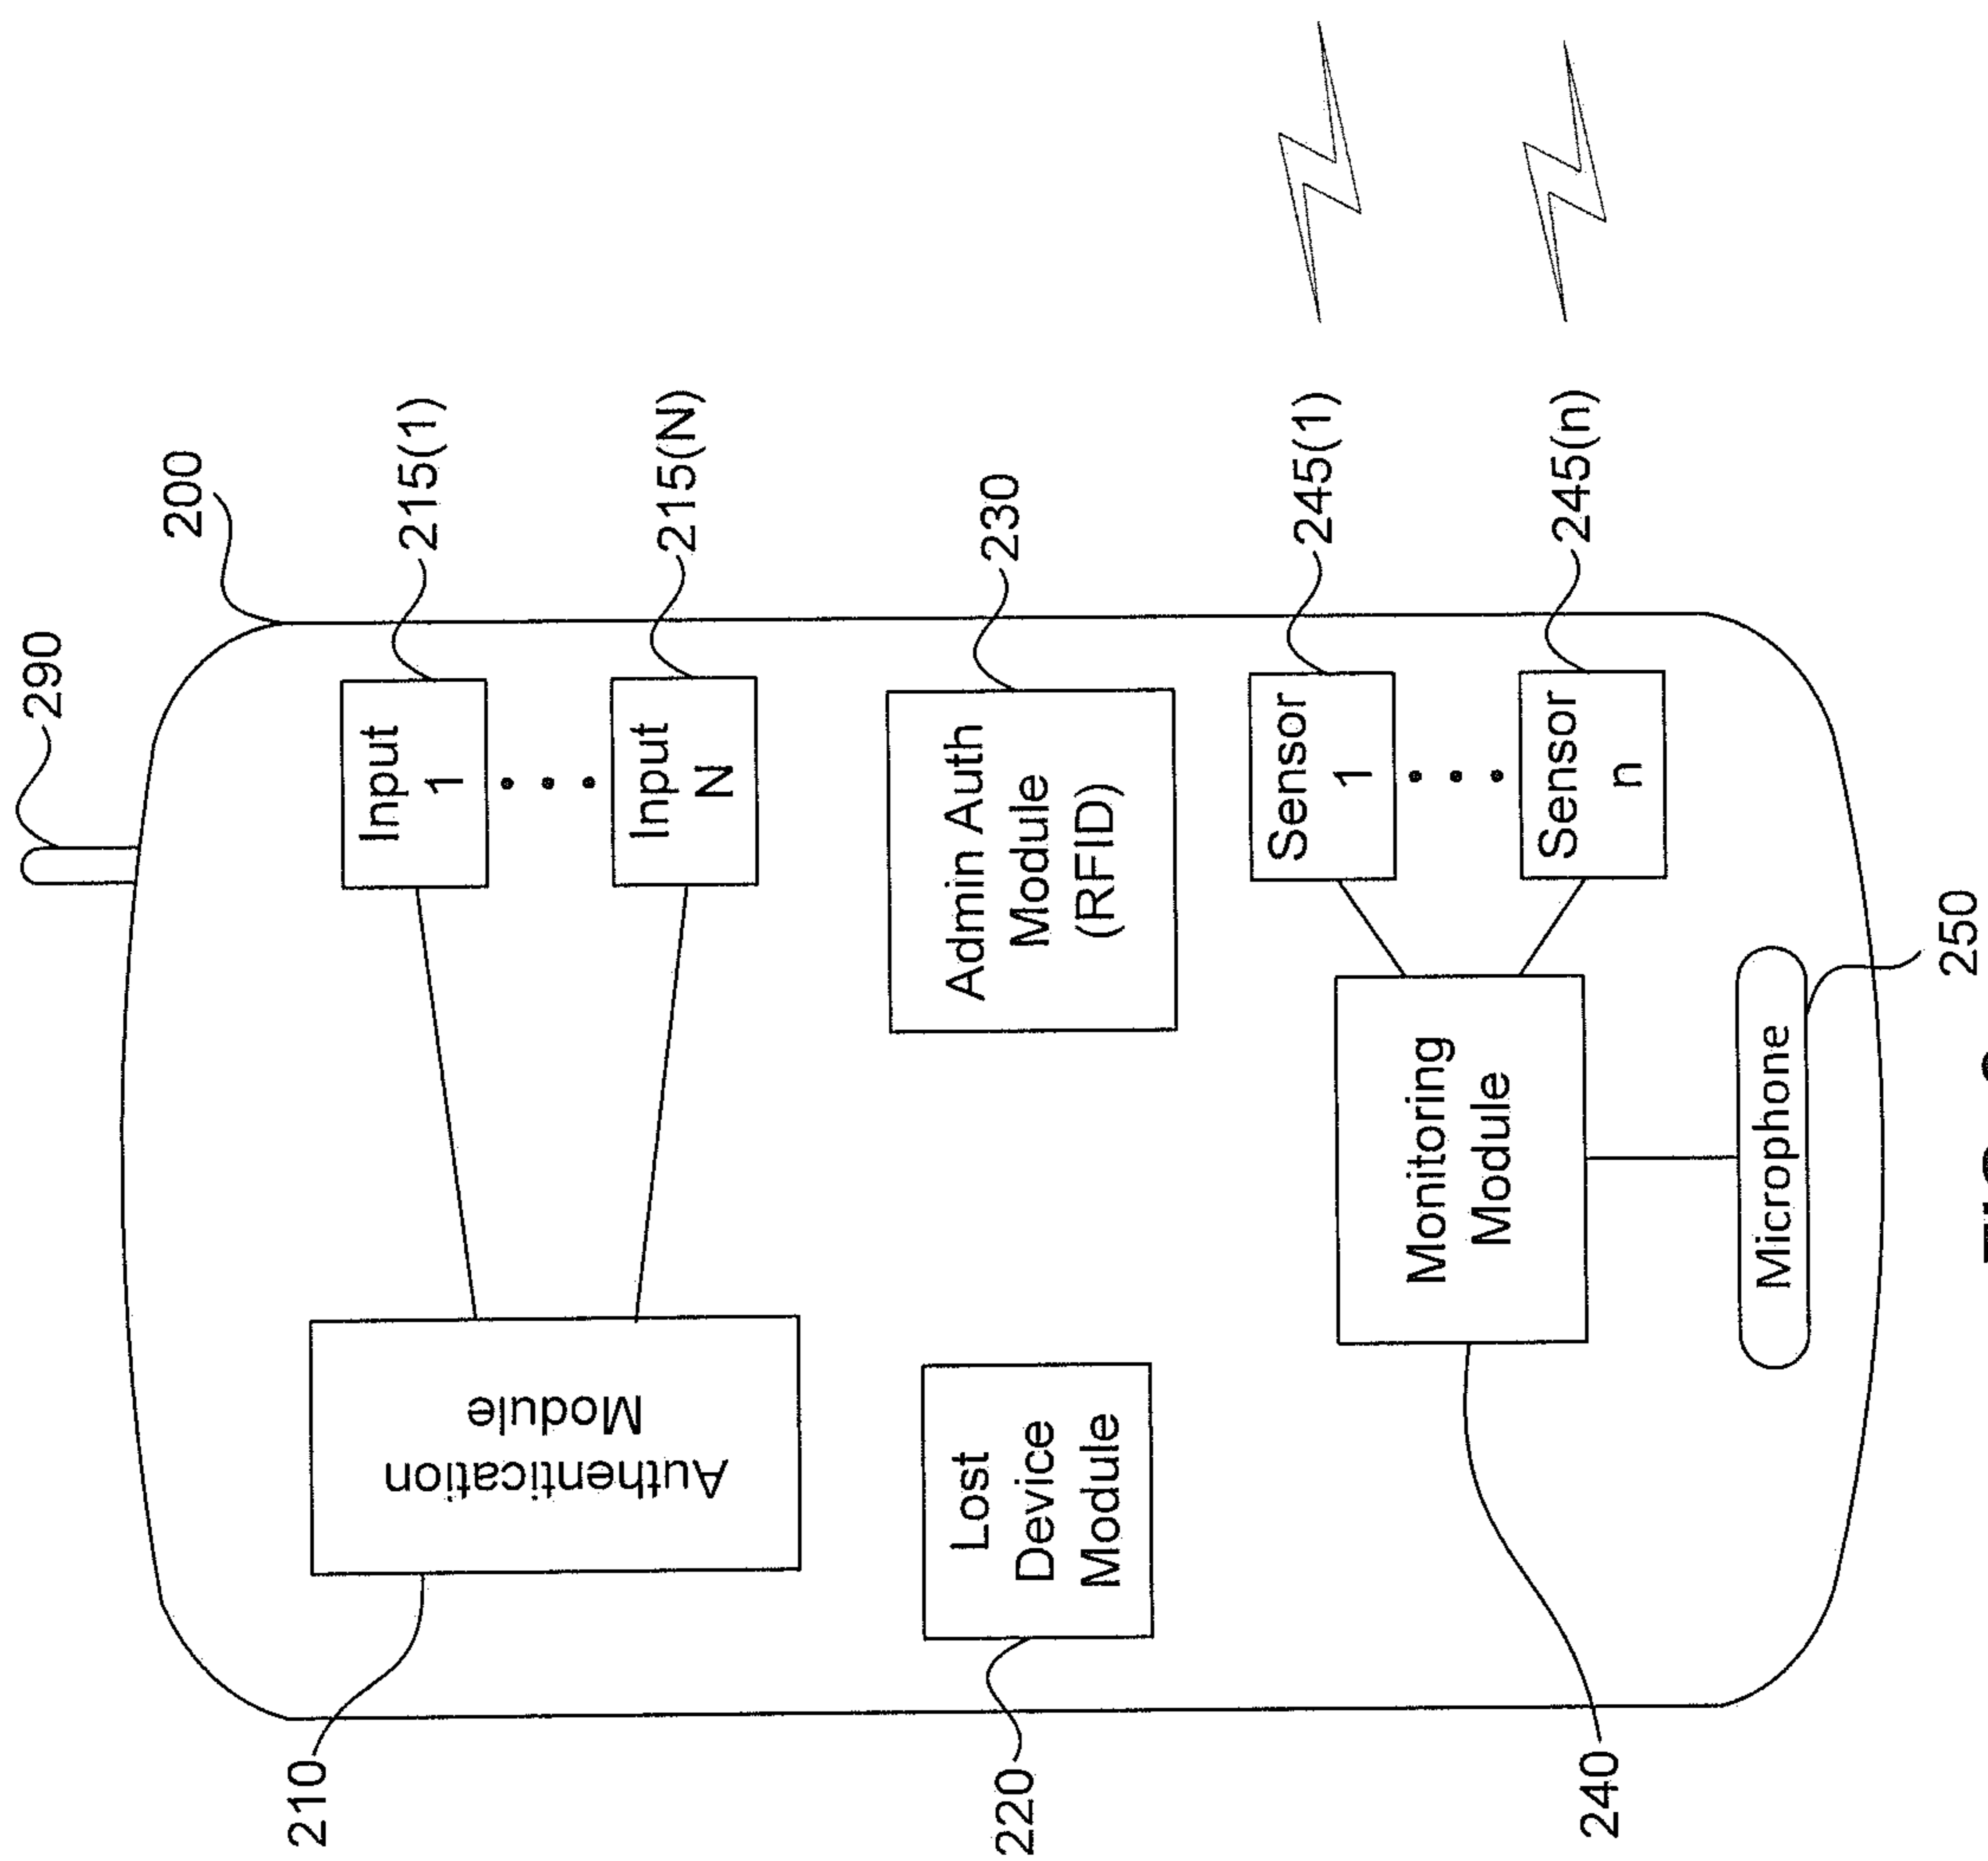 290
200
210
Authentication
Module
Input
1
215(1)
Input
N
215(N)
220
Lost
Device
Module
Admin Auth
Module
(RFID)
230
240
Monitoring
Module
Sensor
1
245(1)
Sensor
n
245(n)
Microphone
250